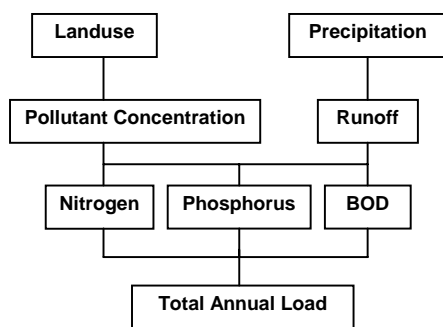 Landuse
Precipitation
Pollutant Concentration
Runoff
Nitrogen
Phosphorus
BOD
Total Annual Load